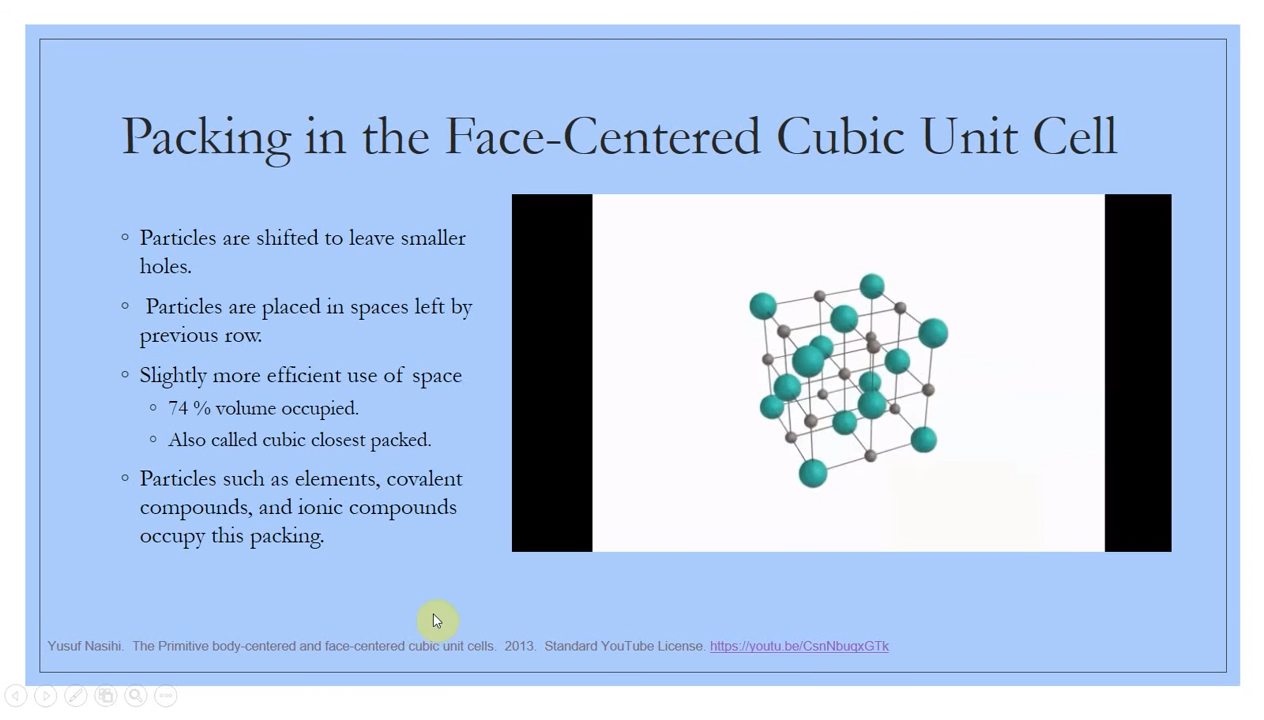 Packing in the Face-Centered Cubic Unit Cell
Particles are shifted to leave smaller
holes.
Particles are placed in spaces left by
previous row.
Slightly more efficient use of space
74 % volume occupied.
Also called cubic closest packed.
Particles such as elements, covalent
compounds, and ionic compounds
occupy this packing.
Yusuf Nasihi. The Primitive body-centered and face-centered cubic unit cells. 2013. Standard YouTube License. https://youtu.be/CsnNbuqxGTk